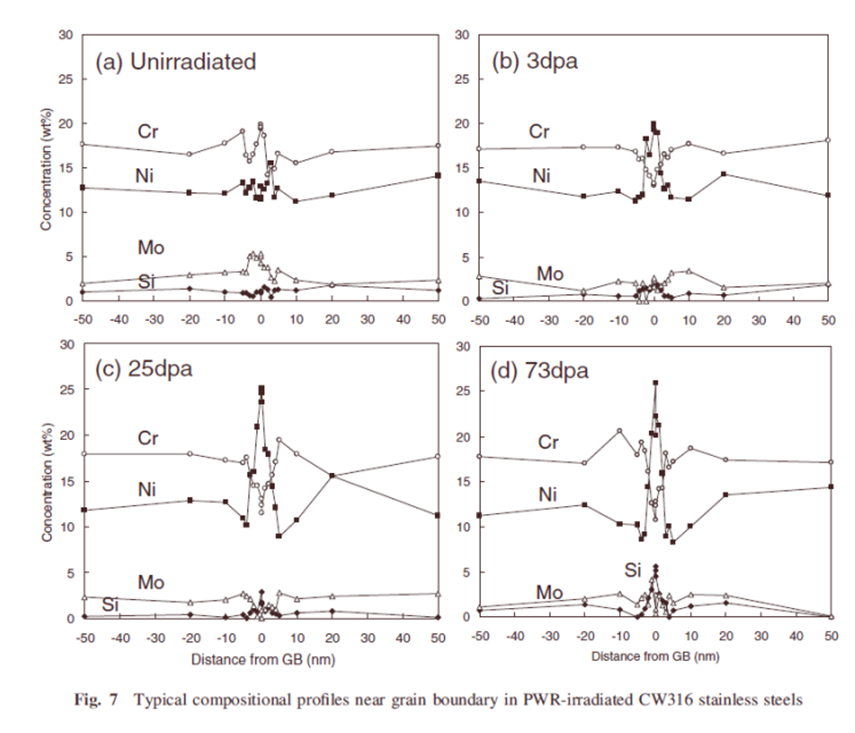 (a) Unirradiated
Concentration (wt%)
30
25
20
15
10
5
0
Cr
Ni
Mo
Si
-50 -40 -30 -20 -10 0 10 20 30 40 50
(b) 3dpa
30
25
20
15
10
5
0
Cr
Ni
Mo
Si
-50 -40 -30 -20 -10 0 10 20 30 40 50
(c) 25dpa
Concentration (wt%)
30
25
20
15
10
5
0
Cr
Ni
Mo
Si
-50 -40 -30 -20 -10 0 10 20 30 40 50
Distance from GB (nm)
(d) 73dpa
30
25
20
15
10
5
0
Cr
Ni
Si
Mo
-50 -40 -30 -20 -10 0 10 20 30 40 50
Distance from GB (nm)
Fig. 7 Typical compositional profiles near grain boundary in PWR-irradiated CW316 stainless steels